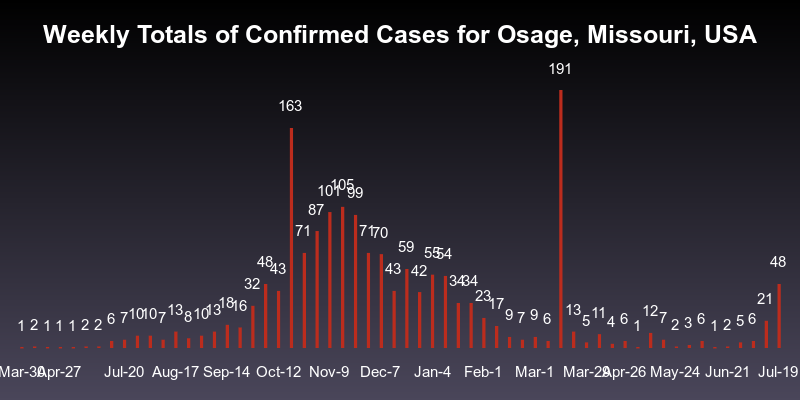 Weekly Totals of Confirmed Cases for Osage, Missouri, USA
191
163
105
101 99
87
71 71 70
59
55 54
48 43 43 42 48
32 34 34
1 2 1 1 1 2 2 6 7 10 10 7 13 8 10 13 18 16 23 17 9 7 9 6 13 5 11 4 6 1 12 7 2 3 6 1 2 5 6 21
Mar-30 Apr-27 Jul-20 Aug-17 Sep-14 Oct-12 Nov-9 Dec-7 Jan-4 Feb-1 Mar-1 Mar-29 Apr-26 May-24 Jun-21 Jul-19